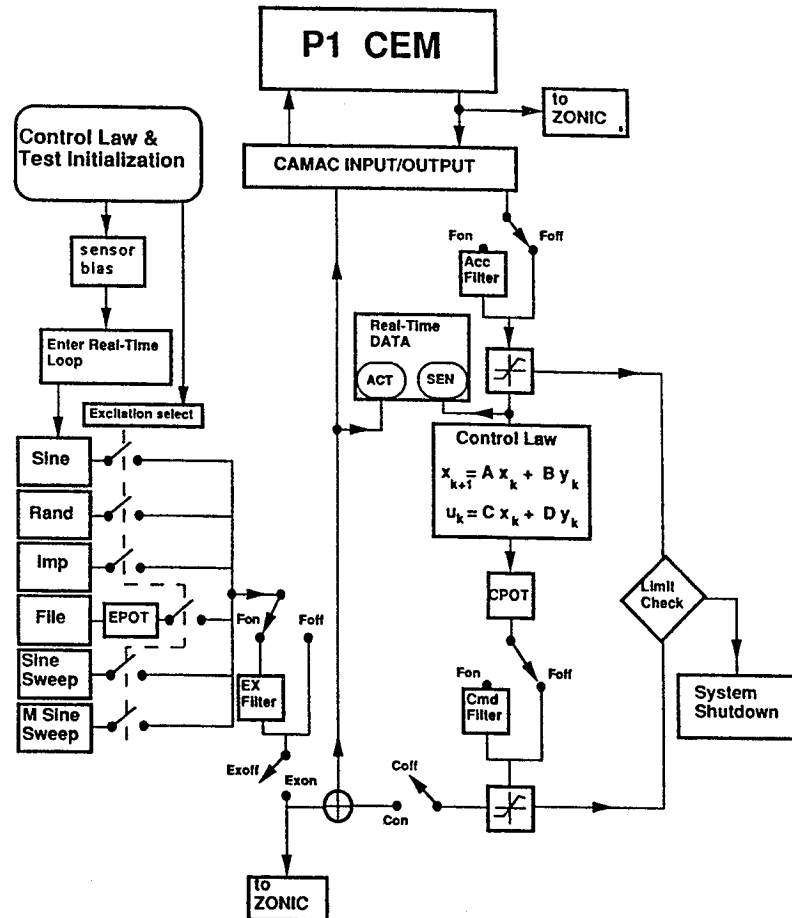 P1 CEM
to
ZONIC
Control Law &
Test Initialization
CAMAC INPUT/OUTPUT
sensor
bias
Fon
Foff
Acc
Filter
Enter Real-Time
Loop
Real-Time
DATA
ACT
SEN
Excitation select
Control Law
x_{k+1} = A x_k + B y_k
u_k = C x_k + D y_k
Sine
Rand
Imp
File
EPOT
Sine
Sweep
M Sine
Sweep
CPOT
Limit
Check
Fon
Foff
EX
Filter
Fon
Foff
Cmd
Filter
System
Shutdown
Exoff
Exon
Coff
Con
to
ZONIC